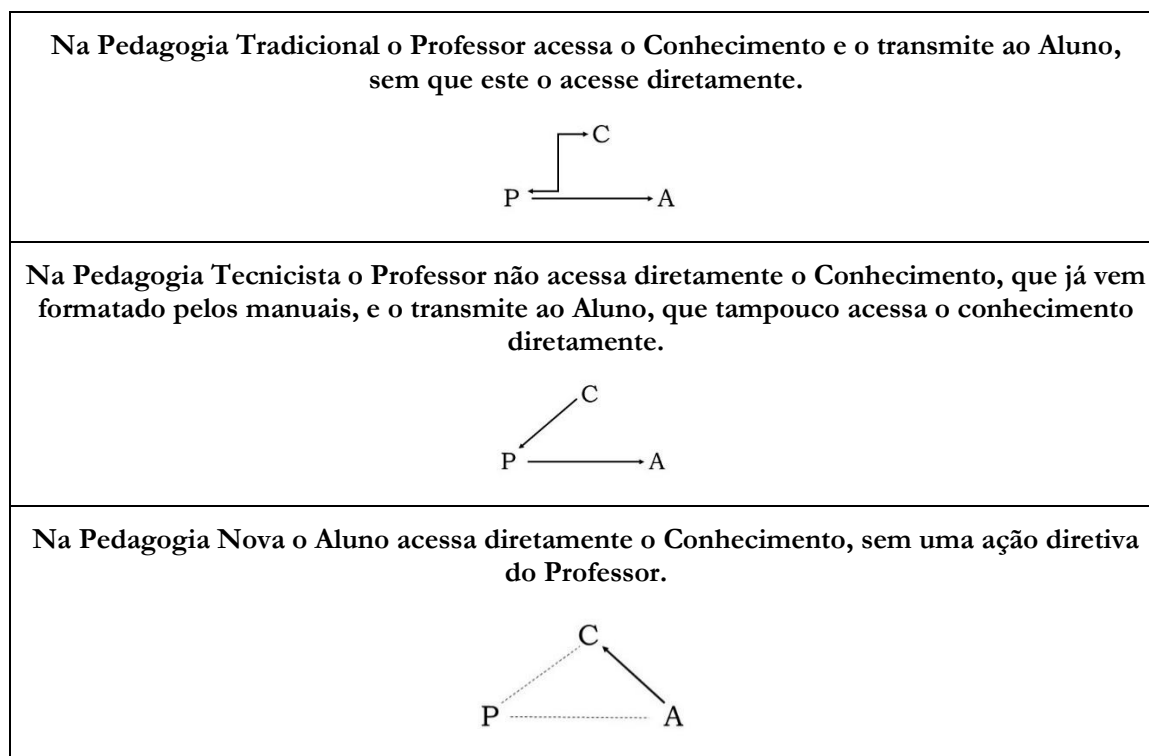 Na Pedagogia Tradicional o Professor acessa o Conhecimento e o transmite ao Aluno,
sem que este o acesse diretamente.
C
P A
Na Pedagogia Tecnicista o Professor não acessa diretamente o Conhecimento, que já vem
formatado pelos manuais, e o transmite ao Aluno, que tampouco acessa o conhecimento
diretamente.
C
P A
Na Pedagogia Nova o Aluno acessa diretamente o Conhecimento, sem uma ação diretiva
do Professor.
C
P A